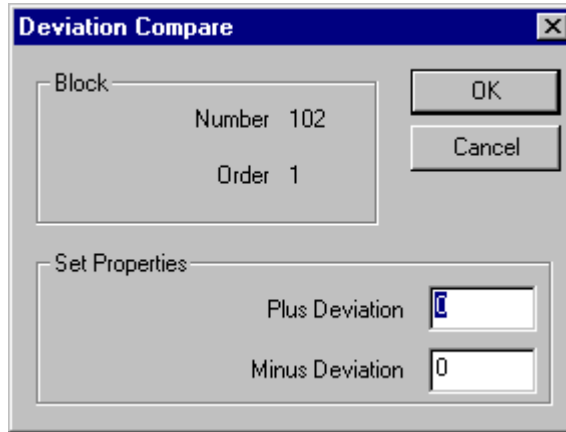 Deviation Compare
Block
OK
Number 102
Cancel
Order 1
Set Properties
Plus Deviation 0
Minus Deviation 0